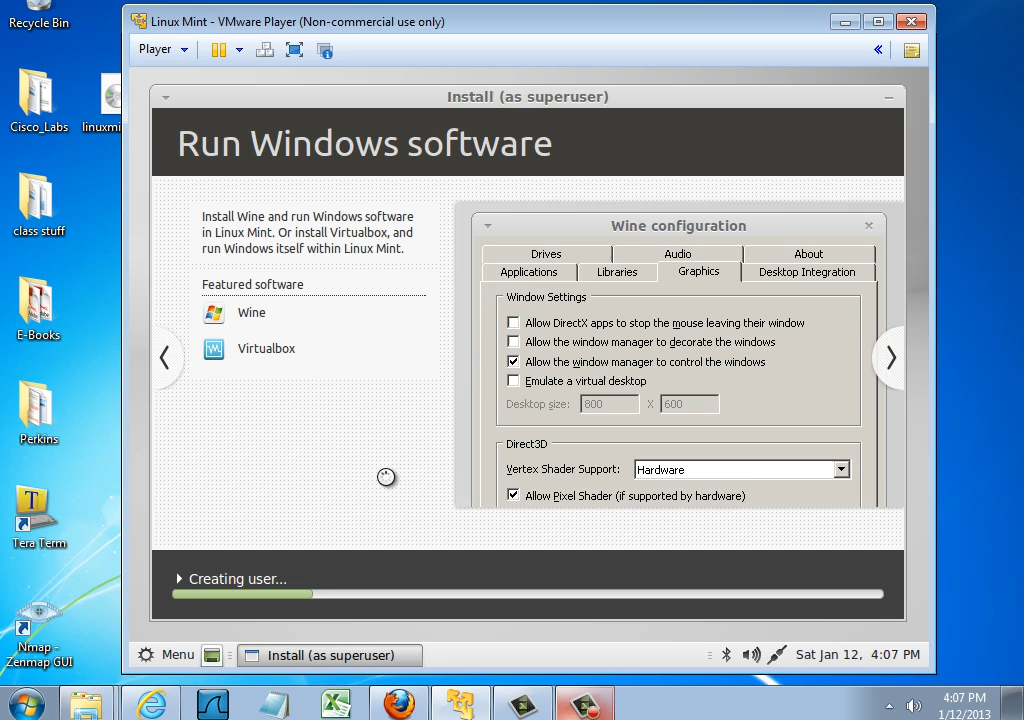 Recycle Bin
Cisco_Labs
linuxmi
class stuff
E-Books
Perkins
Tera Term
Nmap -
Zenmap GUI
Linux Mint - VMware Player (Non-commercial use only)
Player
Install (as superuser)
Run Windows software
Install Wine and run Windows software
in Linux Mint. Or install Virtualbox, and
run Windows itself within Linux Mint.
Featured software
Wine
Virtualbox
Wine configuration
Drives Audio About
Applications Libraries Graphics Desktop Integration
Window Settings
Allow DirectX apps to stop the mouse leaving their window
Allow the window manager to decorate the windows
Allow the window manager to control the windows
Emulate a virtual desktop
Desktop size: 800 X 600
Direct3D
Vertex Shader Support: Hardware
Allow Pixel Shader (if supported by hardware)
Creating user...
Menu Install (as superuser) Sat Jan 12, 4:07 PM
4:07 PM
1/12/2013